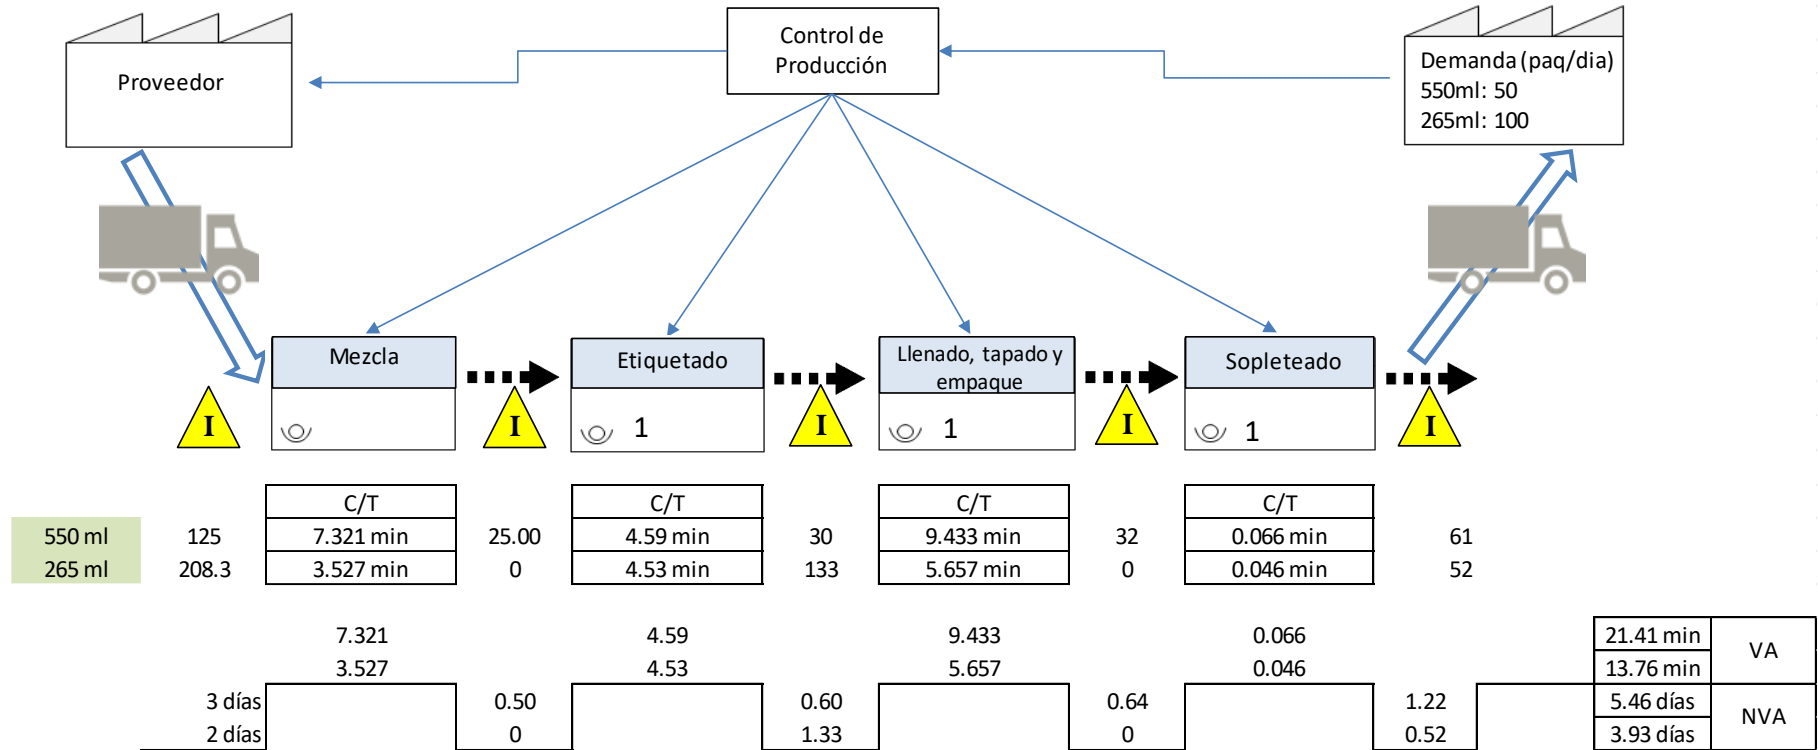 Proveedor
Control de
Producción
Demanda (paq/dia)
550ml: 50
265ml: 100
Mezcla
Etiquetado
Llenado, tapado y
empaque
Sopleteado
I
I 1
I 1
I 1
I
C/T C/T C/T C/T
550 ml 125 7.321 min 25.00 4.59 min 30 9.433 min 32 0.066 min 61
265 ml 208.3 3.527 min 0 4.53 min 133 5.657 min 0 0.046 min 52
7.321 4.59 9.433 0.066 21.41 min
VA
3.527 4.53 5.657 0.046 13.76 min
3 días 0.50 0.60 0.64 1.22 5.46 días
NVA
2 días 0 1.33 0 0.52 3.93 días